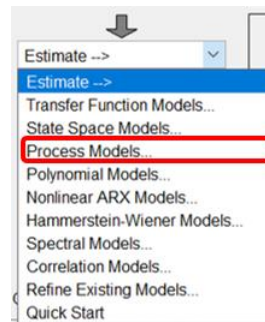 Estimate -->
Estimate -->
Transfer Function Models...
State Space Models...
Process Models...
Polynomial Models...
Nonlinear ARX Models...
Hammerstein-Wiener Models...
Spectral Models...
Correlation Models...
Refine Existing Models...
Quick Start